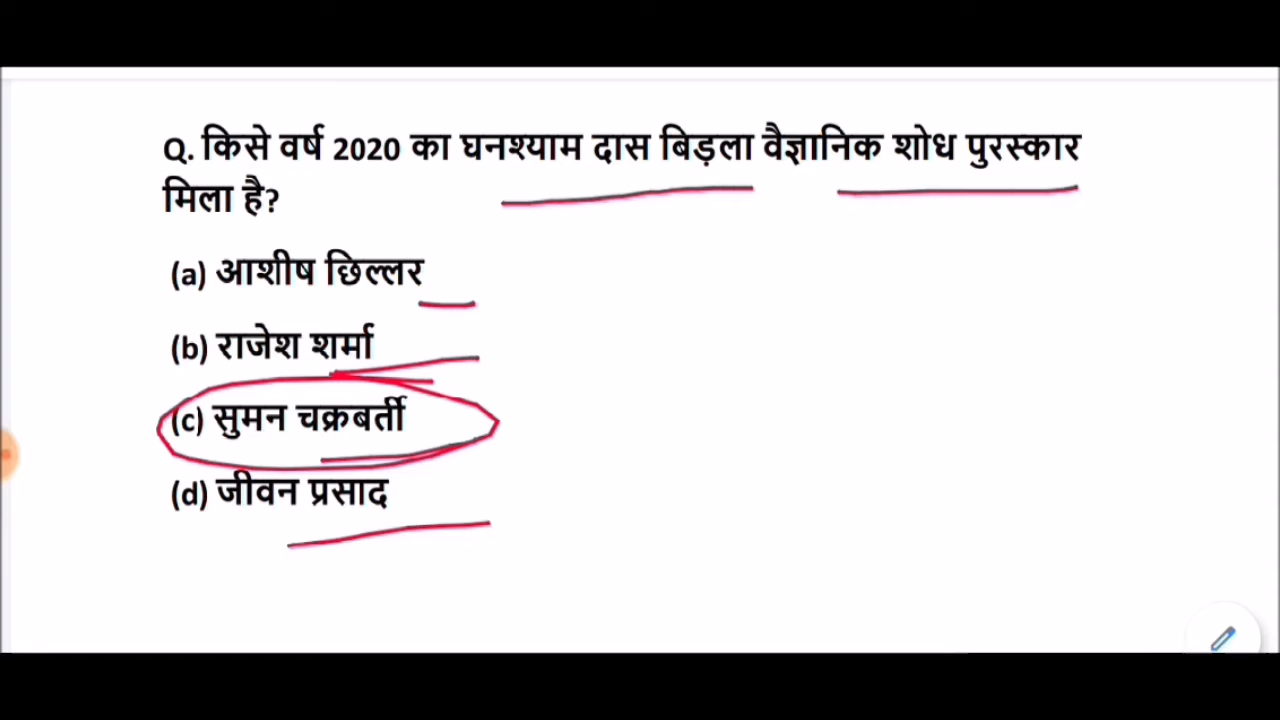 Q. किसे वर्ष 2020 का घनश्याम दास बिड़ला वैज्ञानिक शोध पुरस्कार
मिला है?
(a) आशीष छिल्लर
(b) राजेश शर्मा
(c) सुमन चक्रबर्ती
(d) जीवन प्रसाद